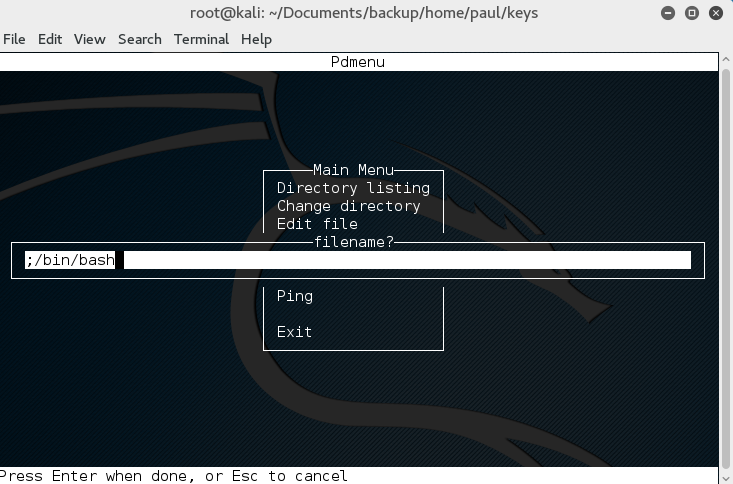 root@kali: ~/Documents/backup/home/paul/keys
File Edit View Search Terminal Help
Pdmenu
Main Menu
Directory listing
Change directory
Edit file
filename?
;/bin/bash
Ping
Exit
Press Enter when done, or Esc to cancel